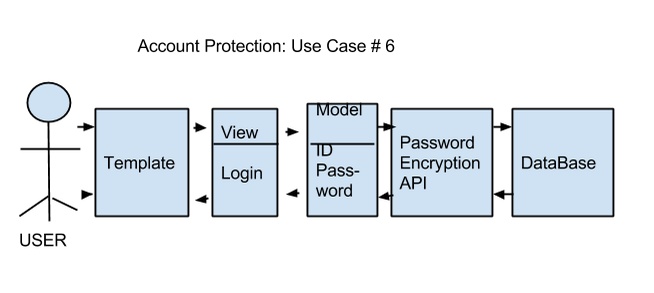 Account Protection: Use Case # 6
Template
View
Login
Model
ID
Pass-
word
Password
Encryption
API
DataBase
USER